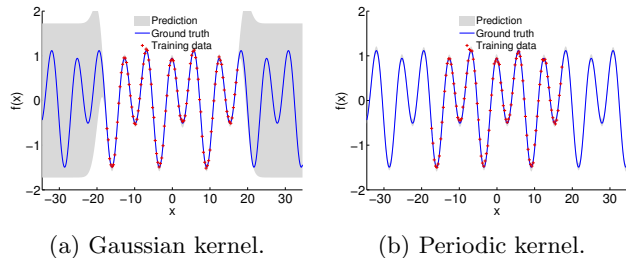 2
1
0
−1
−2
f(x)
Prediction
Ground truth
Training data
−30 −20 −10 0 10 20 30
x
(a) Gaussian kernel.
2
1
0
−1
−2
f(x)
Prediction
Ground truth
Training data
−30 −20 −10 0 10 20 30
x
(b) Periodic kernel.